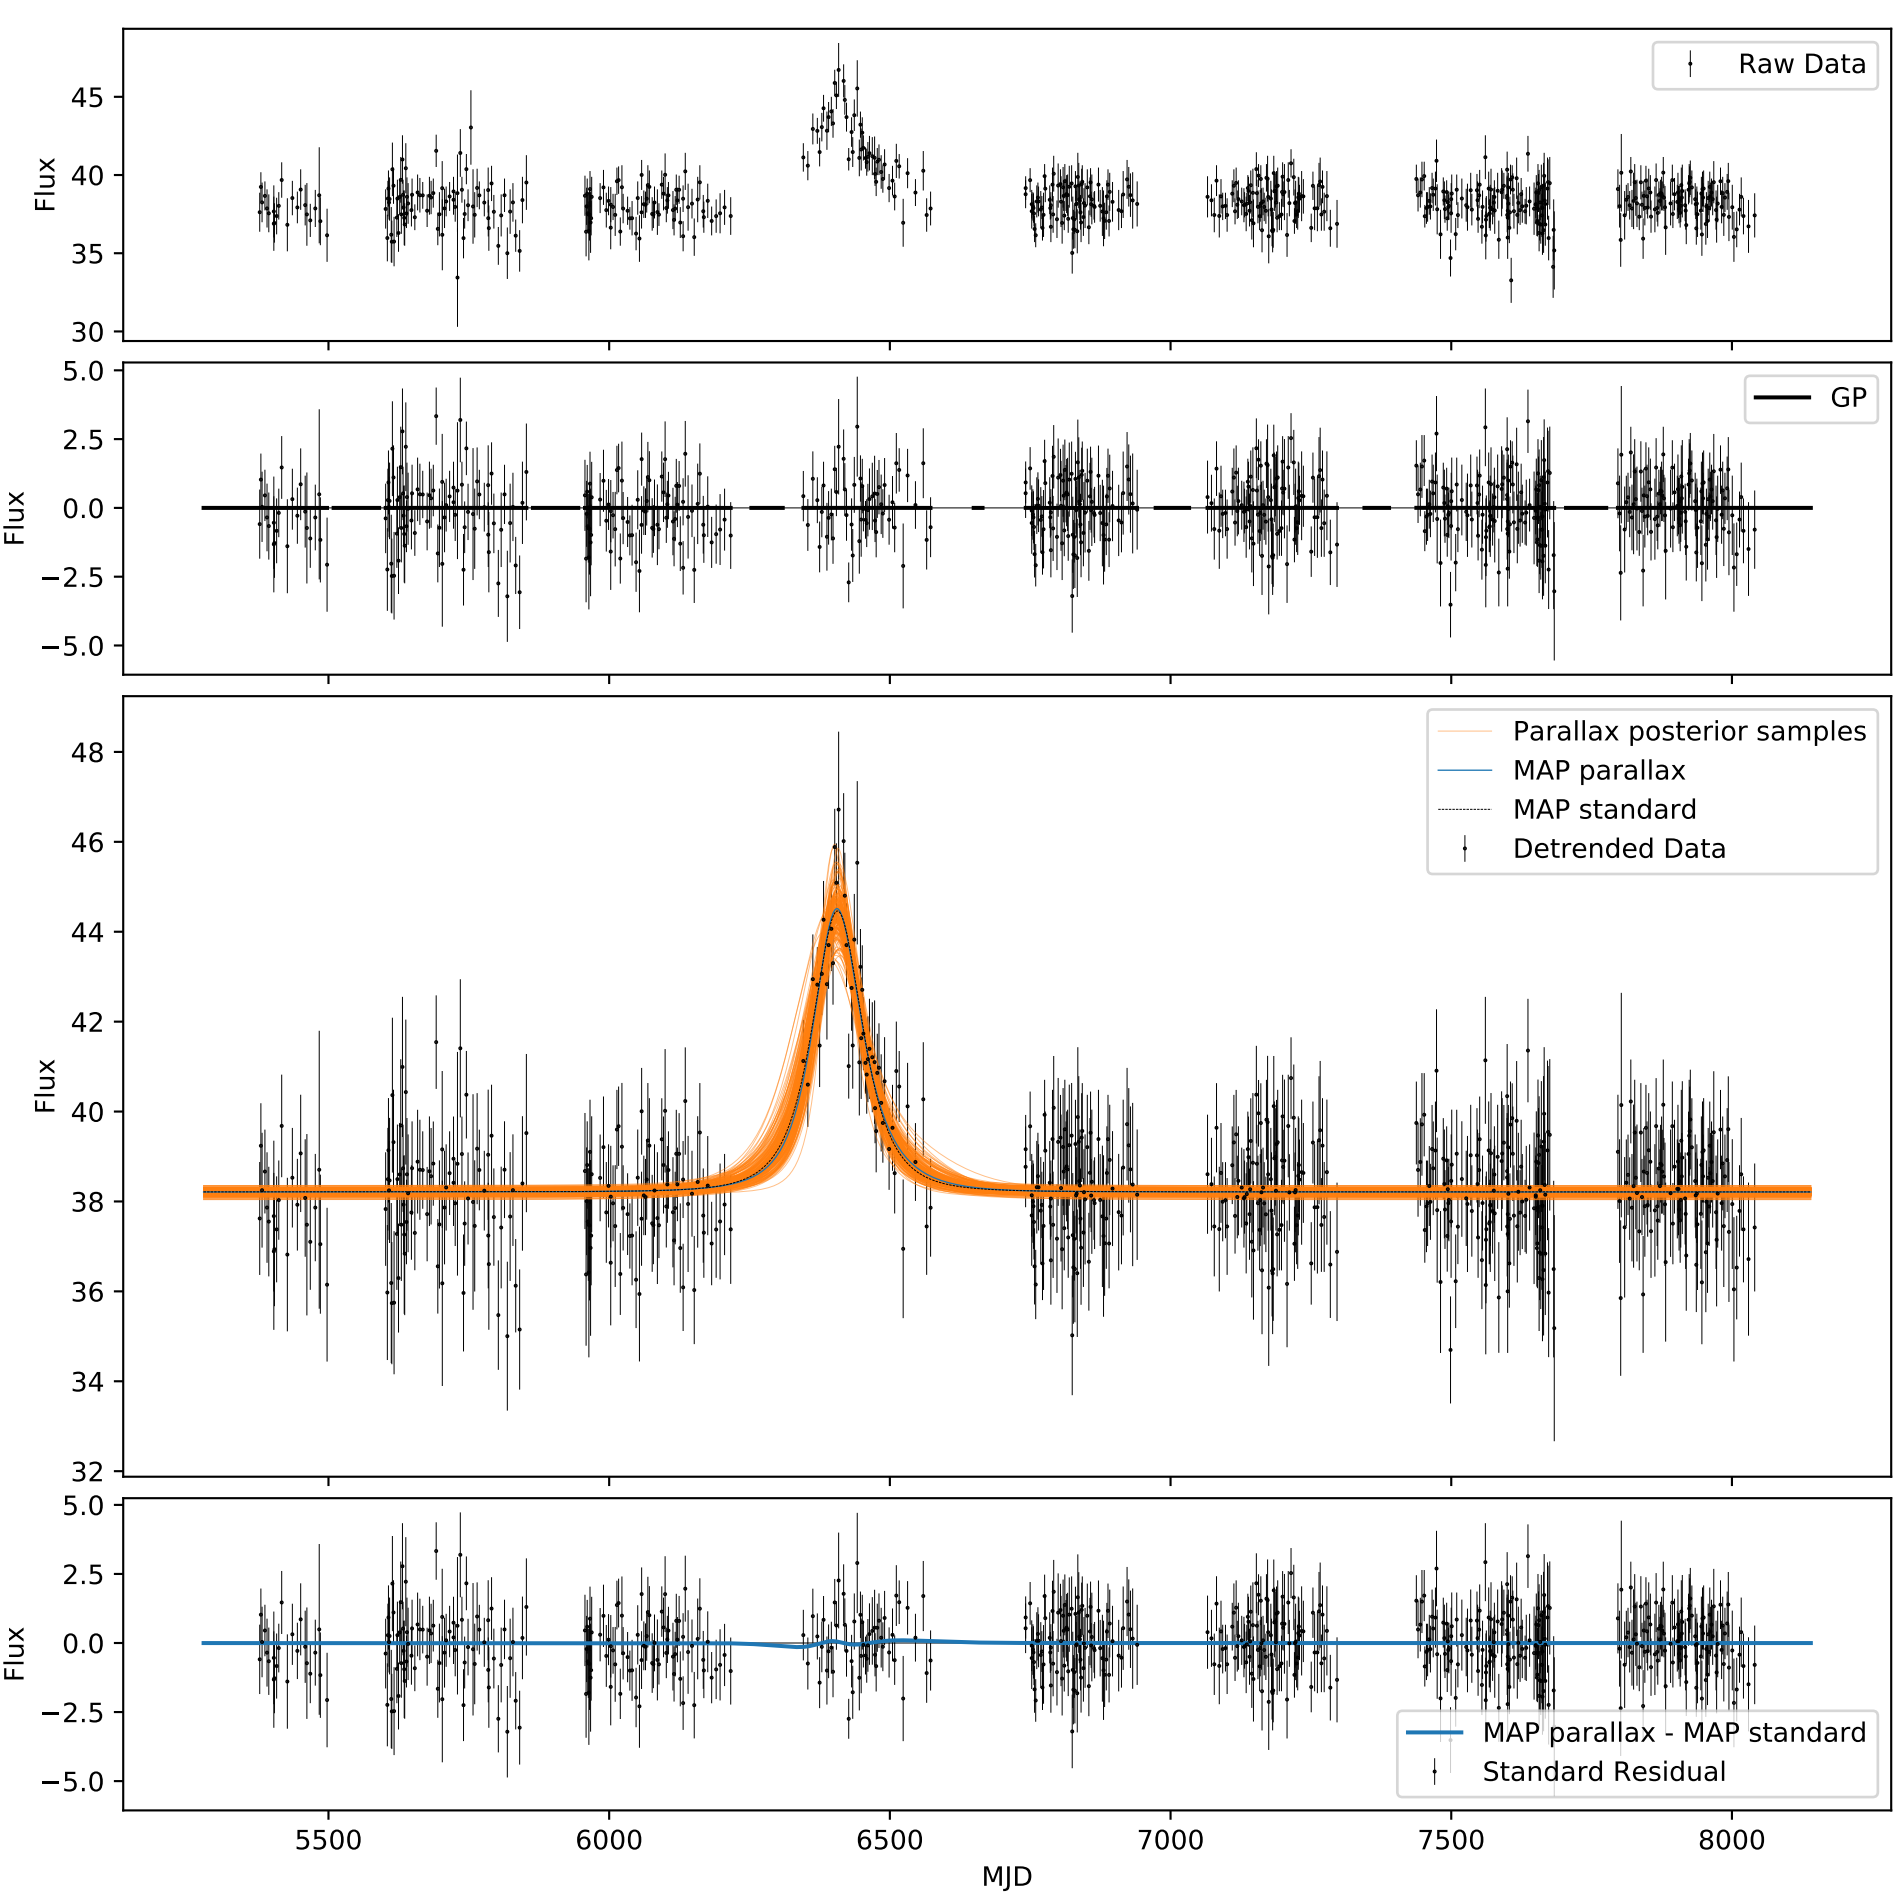 Raw Data
45
40
35
30
Flux
GP
5.0
2.5
0.0
−2.5
−5.0
Flux
Parallax posterior samples
MAP parallax
MAP standard
Detrended Data
48
46
44
42
40
38
36
34
32
Flux
5.0
2.5
0.0
−2.5
−5.0
Flux
MAP parallax - MAP standard
Standard Residual
5500 6000 6500 7000 7500 8000
MJD